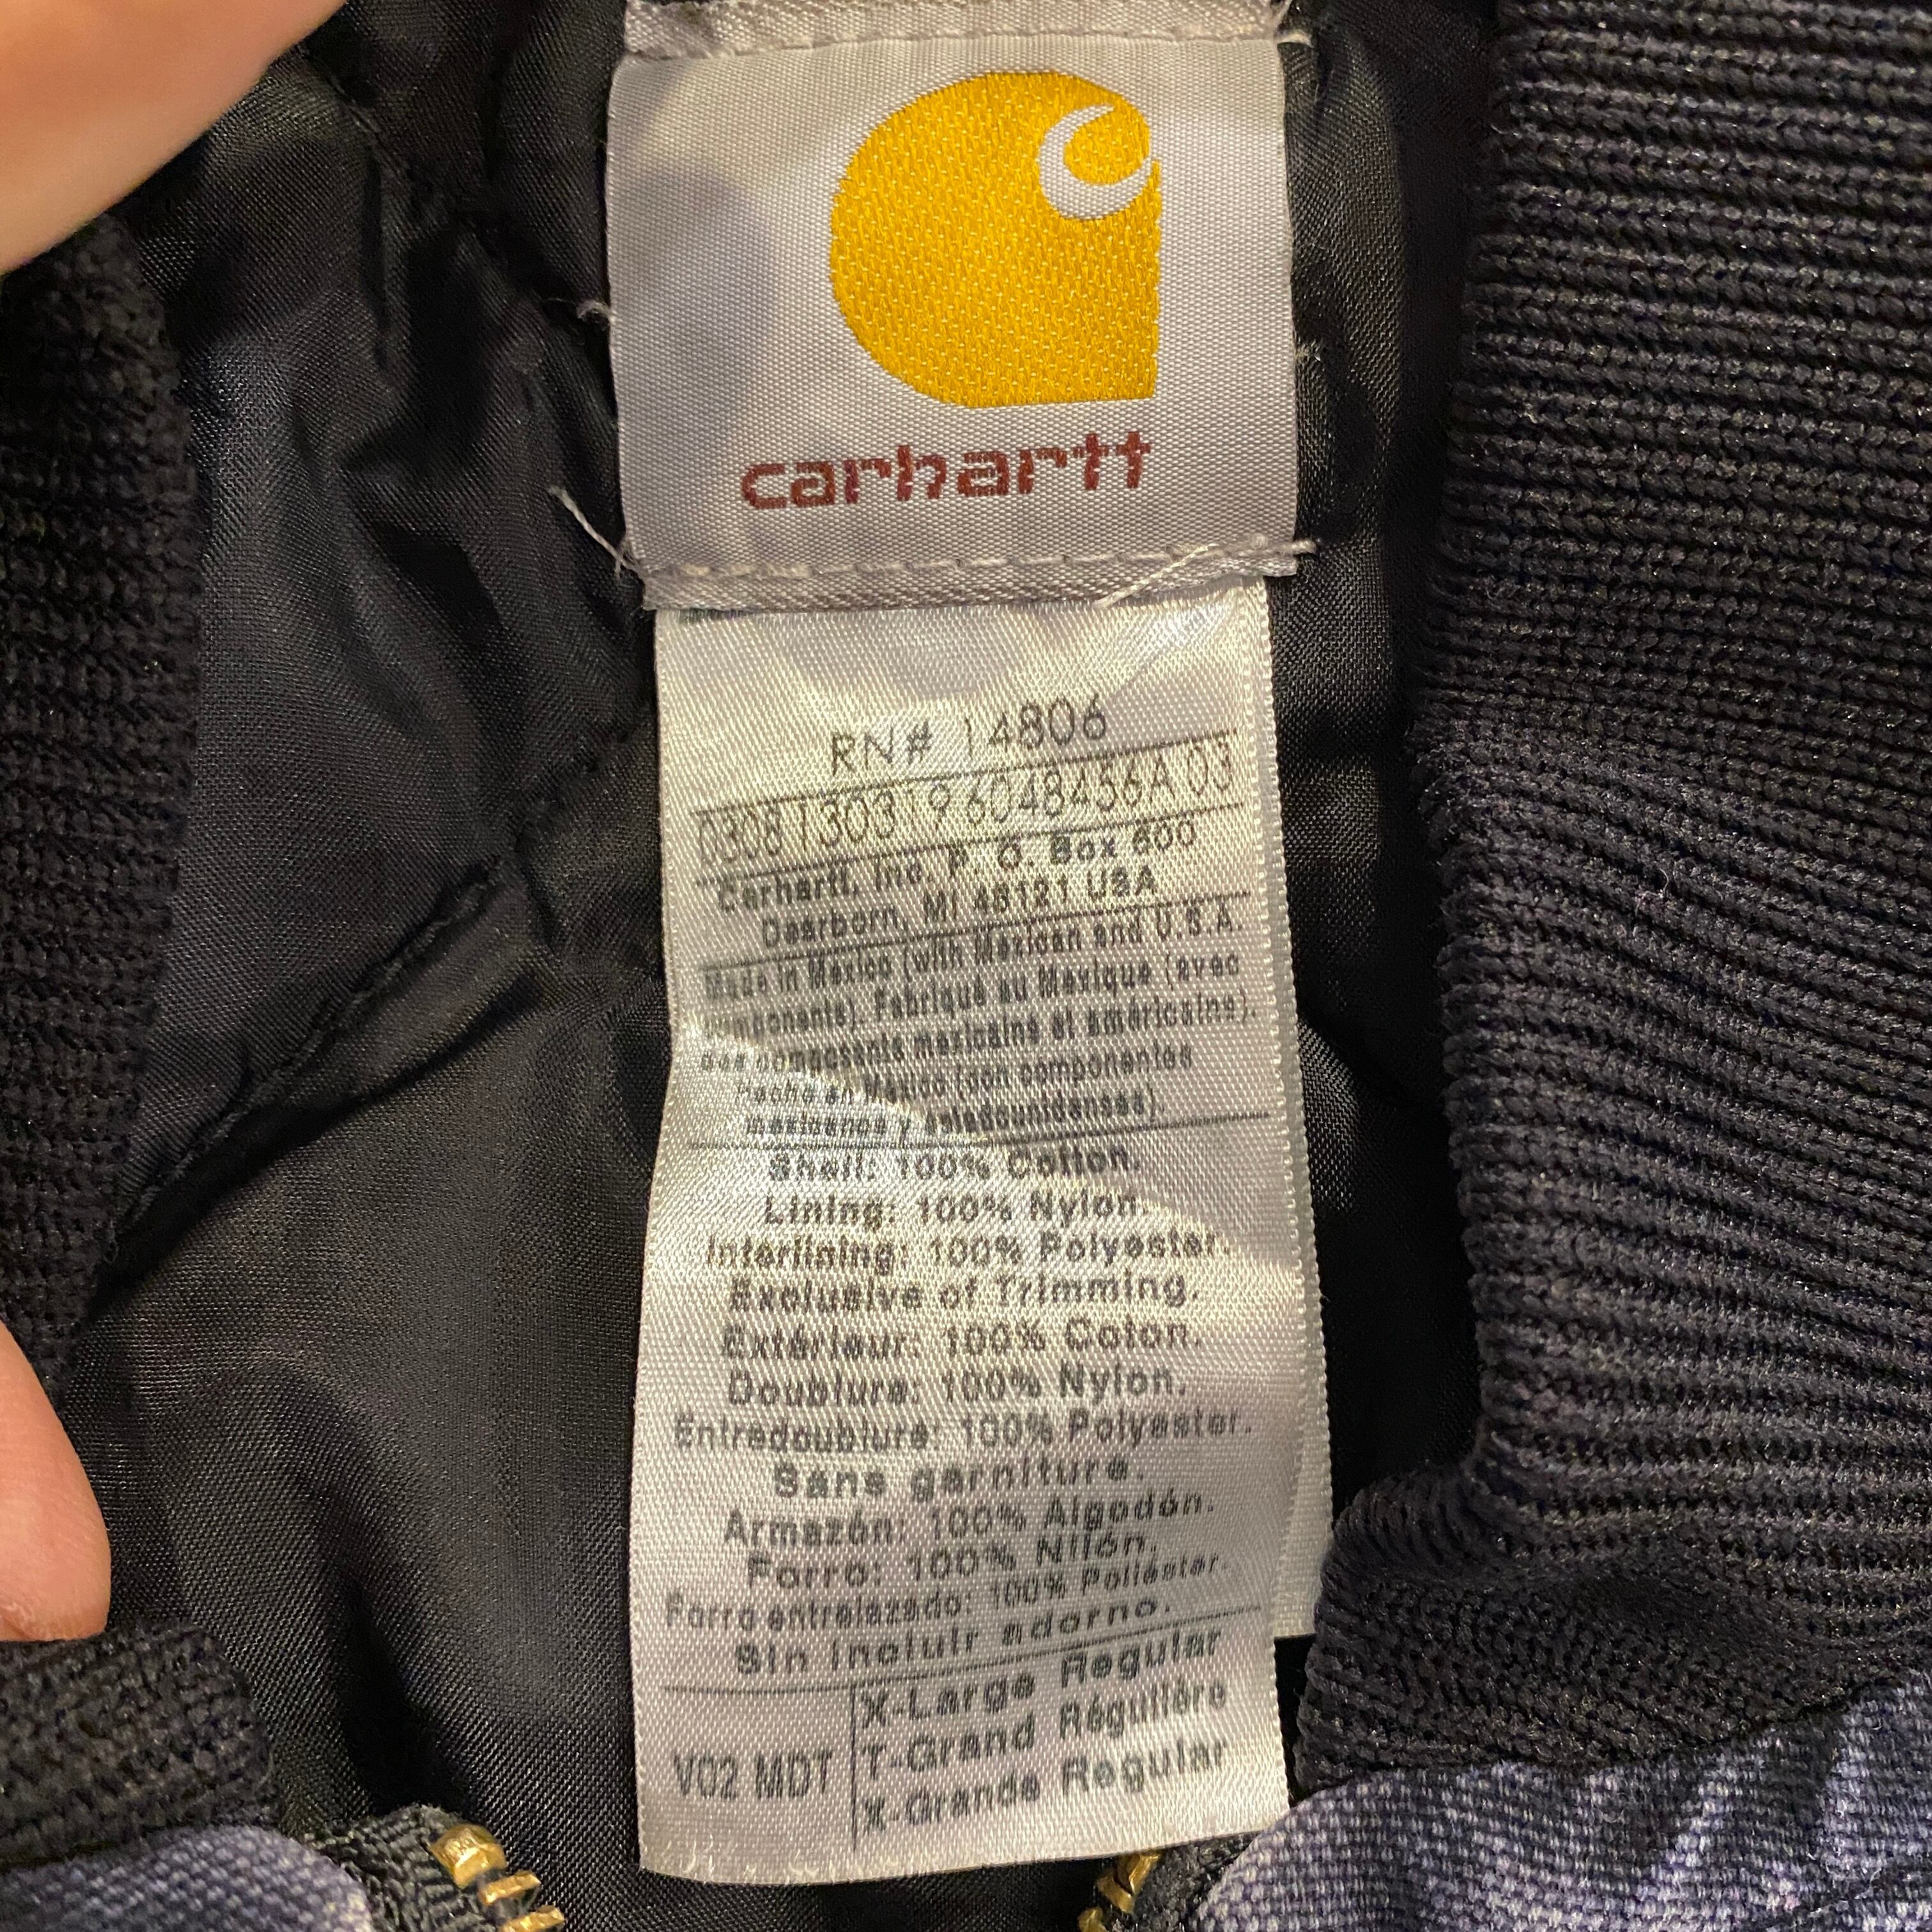 carhartt
RN# 14806
0308 130319 6048456A 03
Carhartt, Inc. P. O. Box 600
Dearborn, MI 48121 USA
Made in Mexico (with Mexican and U.S.A.
components). Fabriqué au Mexique (avec
des composants mexicains et américains).
Hecho en México (con componentes
mexicanos y estadounidenses).
Shell: 100% Cotton.
Lining: 100% Nylon.
Interlining: 100% Polyester.
Exclusive of Trimming.
Extérieur: 100% Coton.
Doublure: 100% Nylon.
Entredoublure: 100% Polyester.
Sans garniture.
Armazón: 100% Algodón.
Forro: 100% Nilón.
Forro entrelazado: 100% Poliéster.
Sin incluir adorno.
X-Large Regular
V02 MDT T-Grand Régulière
X-Grande Regular